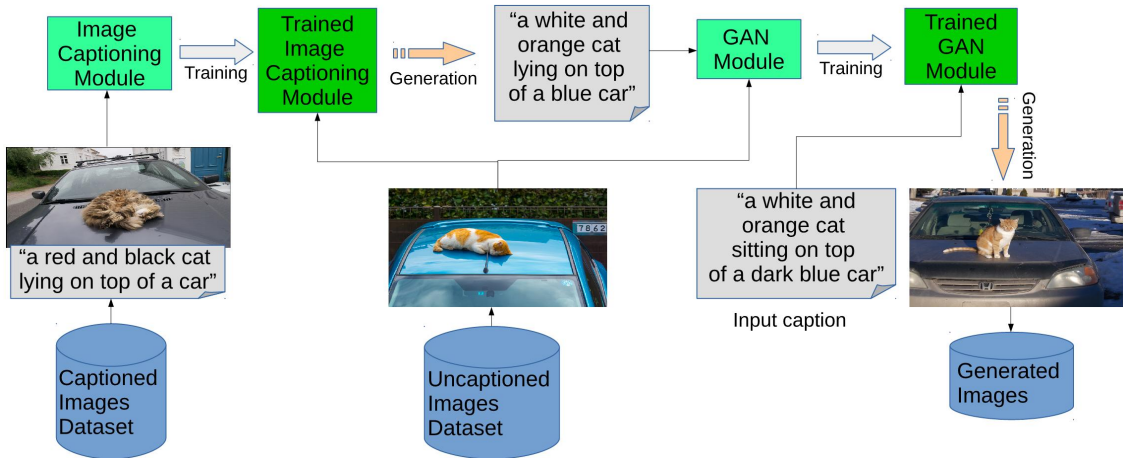 Image
Captioning
Module
Training
Trained
Image
Captioning
Module
Generation
“a white and
orange cat
lying on top
of a blue car”
GAN
Module
Training
Trained
GAN
Module
Generation
“a red and black cat
lying on top of a car”
7862
“a white and
orange cat
sitting on top
of a dark blue car”
Input caption
Captioned
Images
Dataset
Uncaptioned
Images
Dataset
Generated
Images